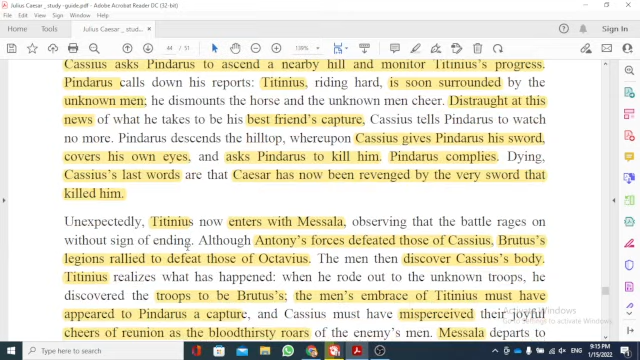 Julius Caesar_ study -guide.pdf - Adobe Acrobat Reader DC (32-bit)
File Edit View Sign Window Help
Home Tools Julius Caesar_ study -... ×
44 / 51 138%
Cassius asks Pindarus to ascend a nearby hill and monitor Titinius's progress.
Pindarus calls down his reports: Titinius, riding hard, is soon surrounded by the
unknown men; he dismounts the horse and the unknown men cheer. Distraught at this
news of what he takes to be his best friend's capture, Cassius tells Pindarus to watch
no more. Pindarus descends the hilltop, whereupon Cassius gives Pindarus his sword,
covers his own eyes, and asks Pindarus to kill him. Pindarus complies. Dying,
Cassius's last words are that Caesar has now been revenged by the very sword that
killed him.
Unexpectedly, Titinius now enters with Messala, observing that the battle rages on
without sign of ending. Although Antony's forces defeated those of Cassius, Brutus's
legions rallied to defeat those of Octavius. The men then discover Cassius's body.
Titinius realizes what has happened: when he rode out to the unknown troops, he
discovered the troops to be Brutus's; the men's embrace of Titinius must have
appeared to Pindarus a capture, and Cassius must have misperceived their joyful
cheers of reunion as the bloodthirsty roars of the enemy's men. Messala departs to
Activate Windows
Go to Settings to activate Windows.
Type here to search
ENG
9:15 PM
1/15/2022